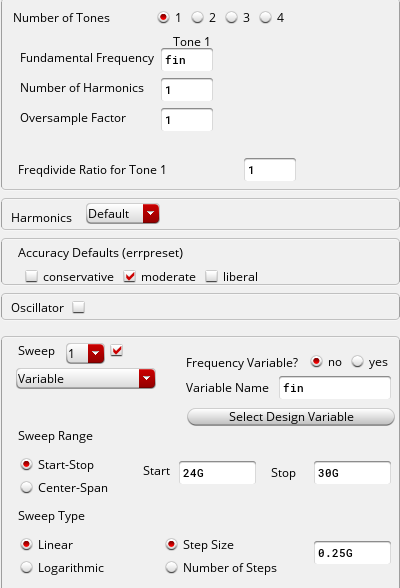 Number of Tones 1 2 3 4
Tone 1
Fundamental Frequency fin
Number of Harmonics 1
Oversample Factor 1
Freqdivide Ratio for Tone 1 1
Harmonics Default
Accuracy Defaults (errpreset)
conservative moderate liberal
Oscillator
Sweep 1
Frequency Variable? no yes
Variable
Variable Name fin
Select Design Variable
Sweep Range
Start-Stop Start 24G Stop 30G
Center-Span
Sweep Type
Linear Step Size 0.25G
Logarithmic Number of Steps